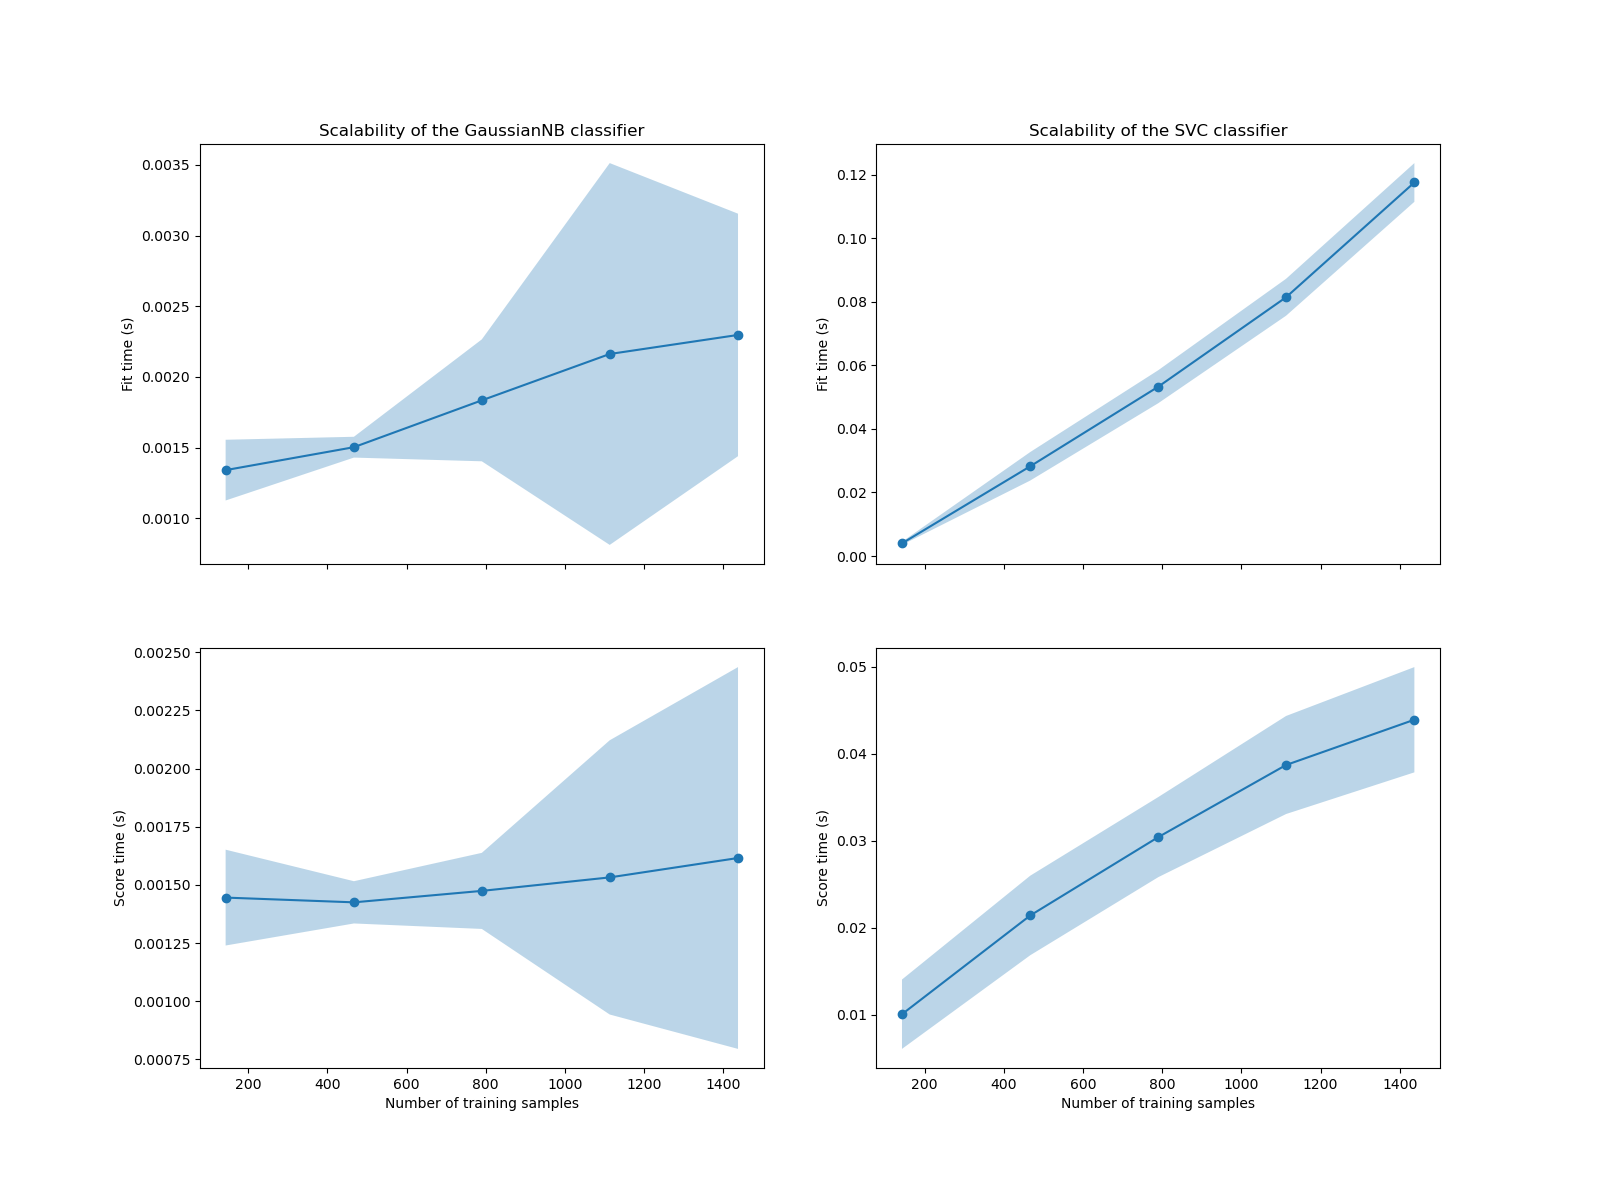 Scalability of the GaussianNB classifier
Fit time (s)
0.0035
0.0030
0.0025
0.0020
0.0015
0.0010
Scalability of the SVC classifier
Fit time (s)
0.12
0.10
0.08
0.06
0.04
0.02
0.00
Score time (s)
0.00250
0.00225
0.00200
0.00175
0.00150
0.00125
0.00100
0.00075
200 400 600 800 1000 1200 1400
Number of training samples
Score time (s)
0.05
0.04
0.03
0.02
0.01
200 400 600 800 1000 1200 1400
Number of training samples